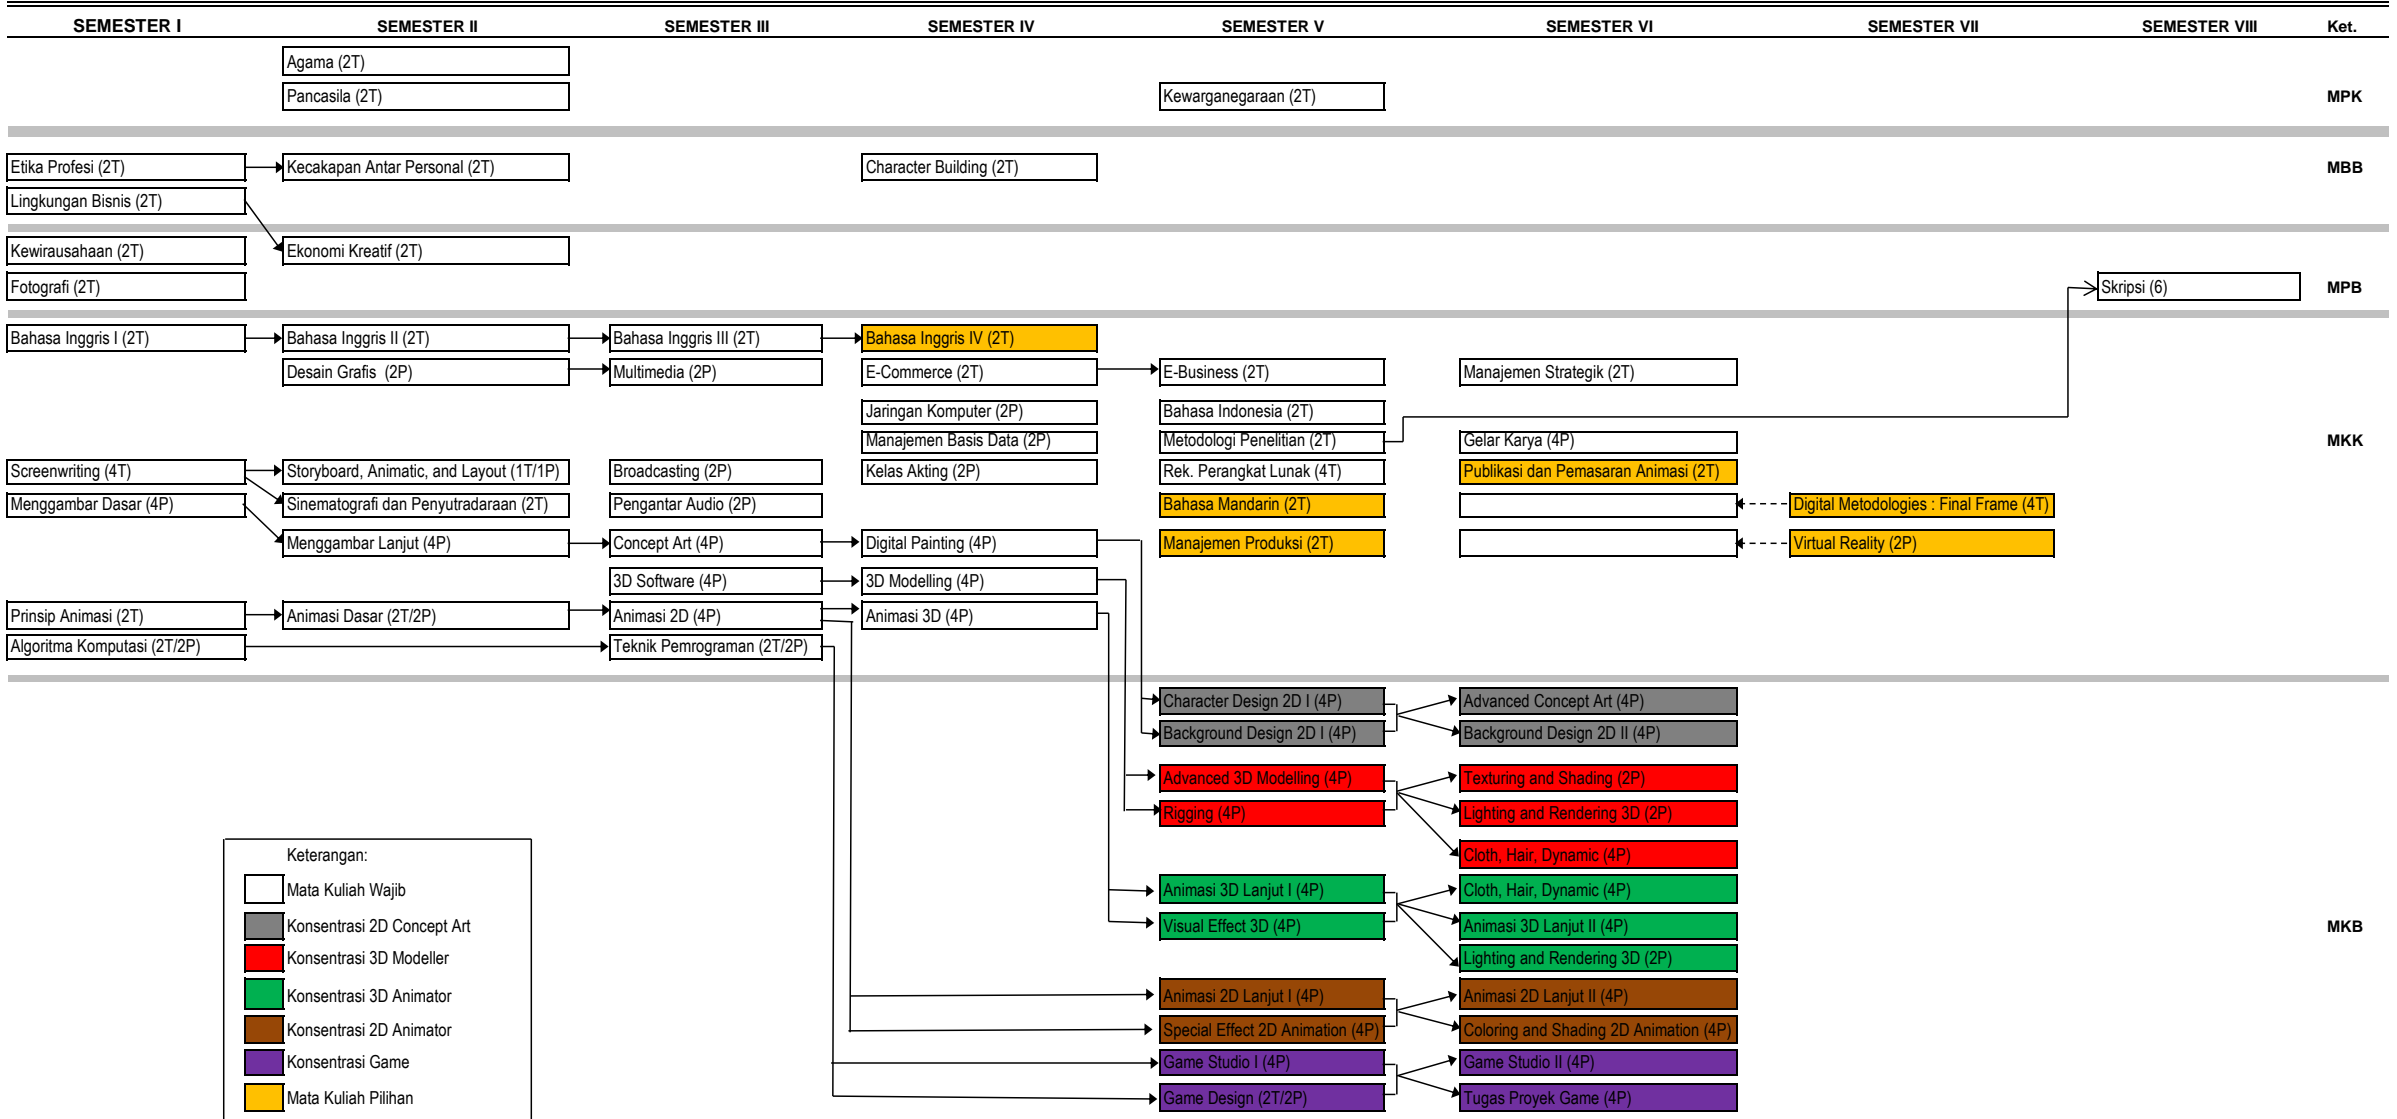 SEMESTER I SEMESTER II SEMESTER III SEMESTER IV SEMESTER V SEMESTER VI SEMESTER VII SEMESTER VIII Ket.
Agama (2T)
Pancasila (2T) Kewarganegaraan (2T) MPK
Etika Profesi (2T) Kecakapan Antar Personal (2T) Character Building (2T) MBB
Lingkungan Bisnis (2T)
Kewirausahaan (2T) Ekonomi Kreatif (2T)
Fotografi (2T) Skripsi (6) MPB
Bahasa Inggris I (2T) Bahasa Inggris II (2T) Bahasa Inggris III (2T) Bahasa Inggris IV (2T)
Desain Grafis (2P) Multimedia (2P) E-Commerce (2T) E-Business (2T) Manajemen Strategik (2T)
Jaringan Komputer (2P) Bahasa Indonesia (2T)
Manajemen Basis Data (2P) Metodologi Penelitian (2T) Gelar Karya (4P) MKK
Screenwriting (4T) Storyboard, Animatic, and Layout (1T/1P) Broadcasting (2P) Kelas Akting (2P) Rek. Perangkat Lunak (4T) Publikasi dan Pemasaran Animasi (2T)
Menggambar Dasar (4P) Sinematografi dan Penyutradaraan (2T) Pengantar Audio (2P) Bahasa Mandarin (2T) Digital Metodologies : Final Frame (4T)
Menggambar Lanjut (4P) Concept Art (4P) Digital Painting (4P) Manajemen Produksi (2T) Virtual Reality (2P)
3D Software (4P) 3D Modelling (4P)
Prinsip Animasi (2T) Animasi Dasar (2T/2P) Animasi 2D (4P) Animasi 3D (4P)
Algoritma Komputasi (2T/2P) Teknik Pemrograman (2T/2P)
Character Design 2D I (4P) Advanced Concept Art (4P)
Background Design 2D I (4P) Background Design 2D II (4P)
Advanced 3D Modelling (4P) Texturing and Shading (2P)
Rigging (4P) Lighting and Rendering 3D (2P)
Cloth, Hair, Dynamic (4P)
Animasi 3D Lanjut I (4P) Cloth, Hair, Dynamic (4P)
Visual Effect 3D (4P) Animasi 3D Lanjut II (4P) MKB
Lighting and Rendering 3D (2P)
Animasi 2D Lanjut I (4P) Animasi 2D Lanjut II (4P)
Special Effect 2D Animation (4P) Coloring and Shading 2D Animation (4P)
Game Studio I (4P) Game Studio II (4P)
Game Design (2T/2P) Tugas Proyek Game (4P)
Keterangan:
Mata Kuliah Wajib
Konsentrasi 2D Concept Art
Konsentrasi 3D Modeller
Konsentrasi 3D Animator
Konsentrasi 2D Animator
Konsentrasi Game
Mata Kuliah Pilihan